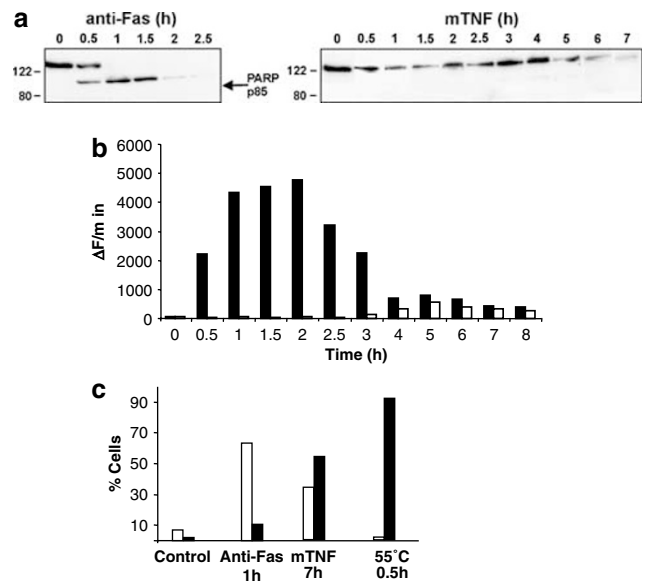 a
anti-Fas (h)
mTNF (h)
0 0.5 1 1.5 2 2.5
0 0.5 1 1.5 2 2.5 3 4 5 6 7
122 –
80 –
PARP
p85
122 –
80 –
b
6000
5000
4000
3000
2000
1000
0
ΔF/m in
0 0.5 1 1.5 2 2.5 3 4 5 6 7 8
Time (h)
c
90
70
50
30
10
% Cells
Control Anti-Fas mTNF 55˚C
1h 7h 0.5h